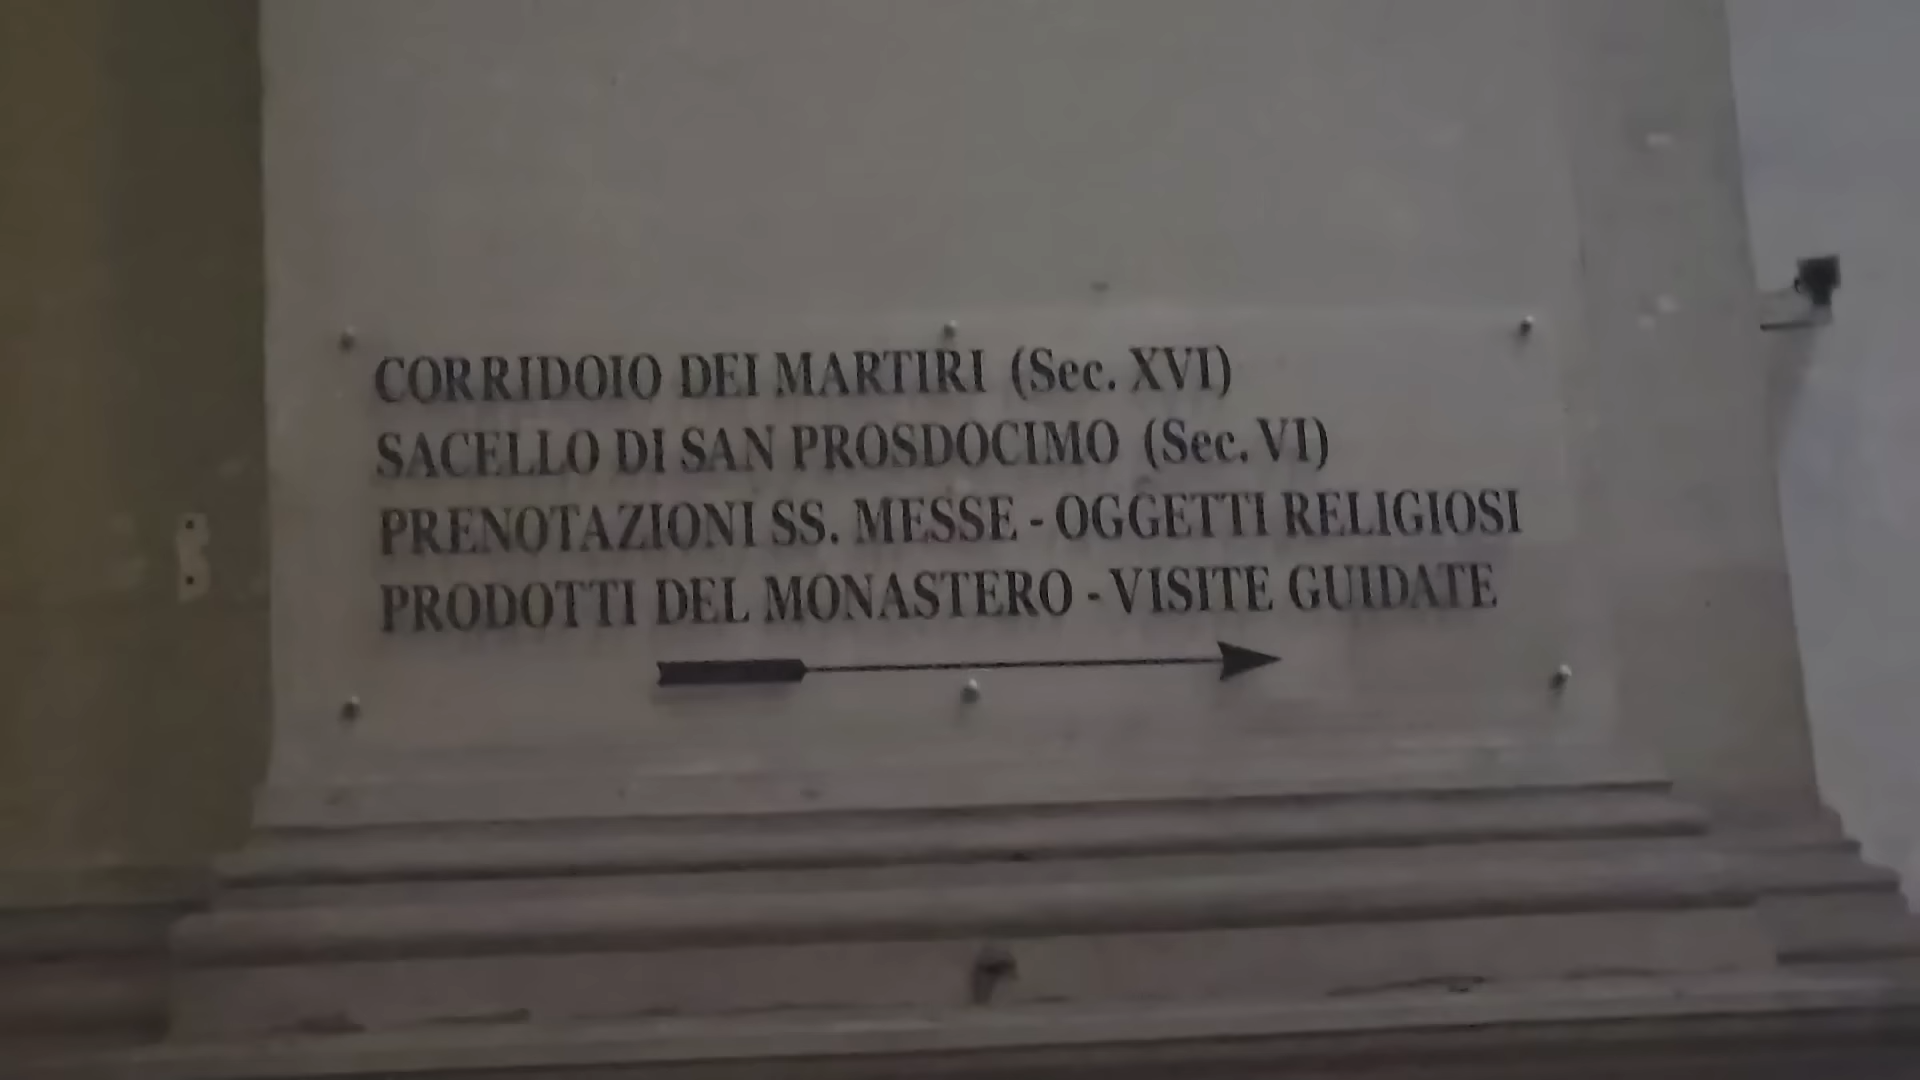 CORRIDOIO DEI MARTIRI (Sec. XVI)
SACELLO DI SAN PROSDOCIMO (Sec. VI)
PRENOTAZIONI SS. MESSE - OGGETTI RELIGIOSI
PRODOTTI DEL MONASTERO - VISITE GUIDATE